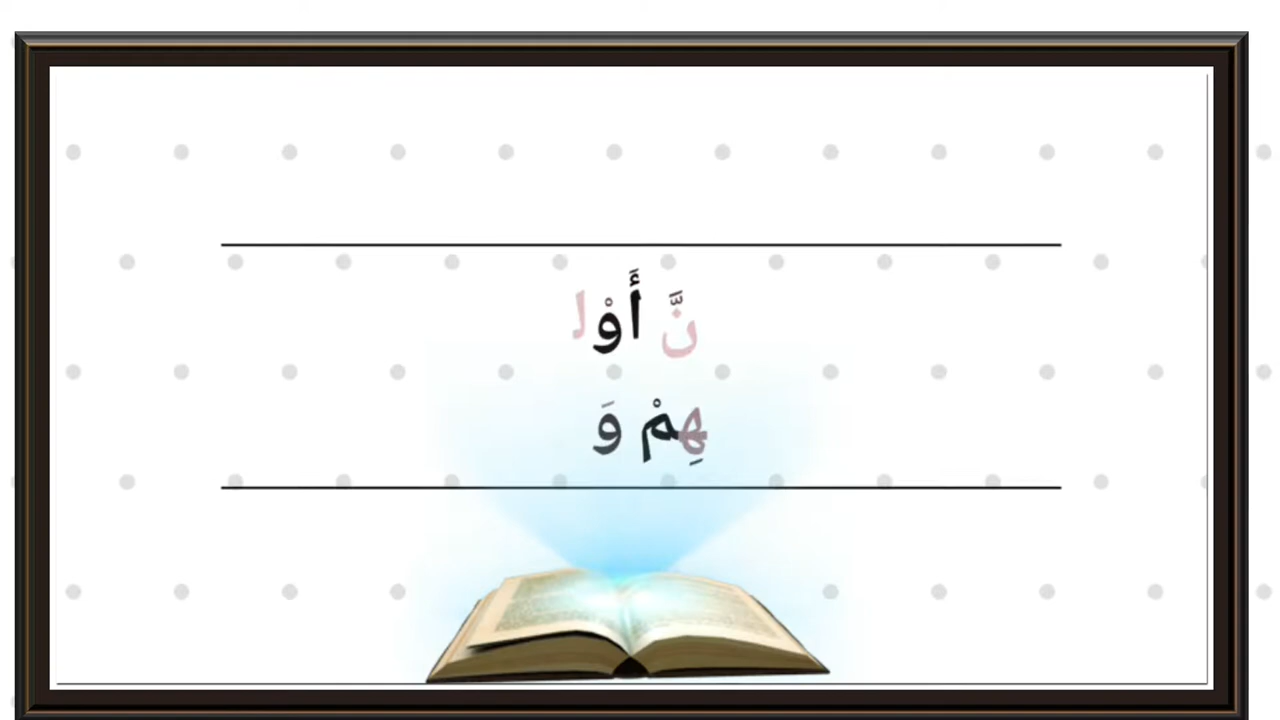 نَّ أَوْل
هِمْ وَ